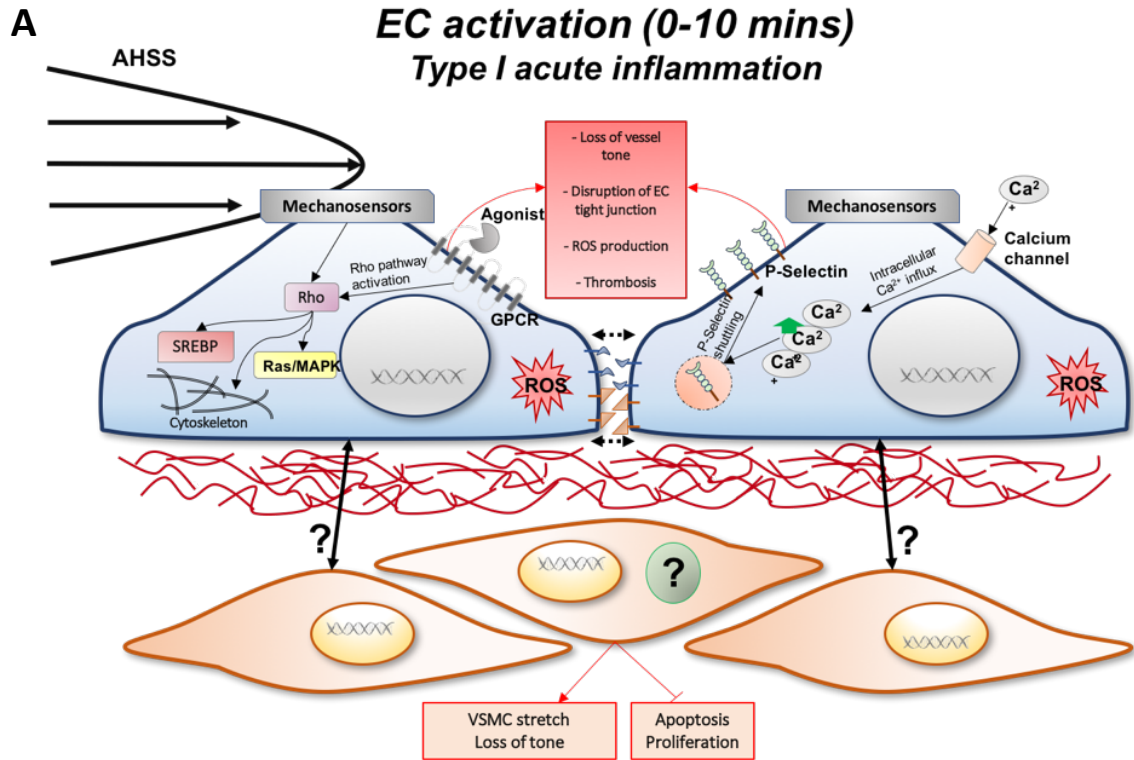 A
EC activation (0-10 mins)
Type I acute inflammation
AHSS
Mechanosensors
Agonist
Rho pathway
activation
Rho
GPCR
SREBP
Ras/MAPK
Cytoskeleton
ROS
- Loss of vessel
tone
- Disruption of EC
tight junction
- ROS production
- Thrombosis
Mechanosensors
Ca²
+
Calcium
channel
P-Selectin
Intracellular
Ca²⁺ influx
P-Selectin
shuttling
Ca²
Ca²
Ca²
+
+
ROS
?
?
?
VSMC stretch
Loss of tone
Apoptosis
Proliferation